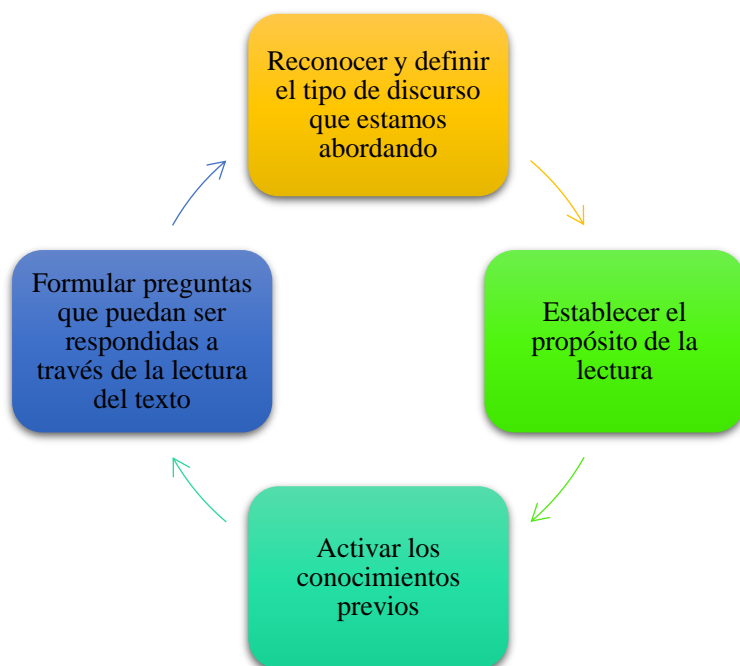 Reconocer y definir
el tipo de discurso
que estamos
abordando
Establecer el
propósito de la
lectura
Activar los
conocimientos
previos
Formular preguntas
que puedan ser
respondidas a
través de la lectura
del texto